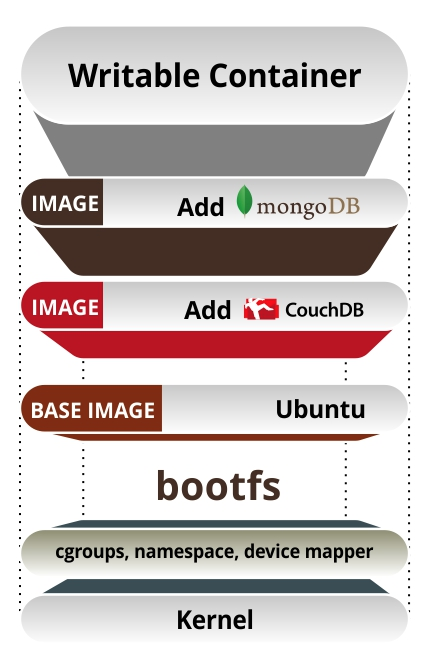 Writable Container
IMAGE Add mongoDB
IMAGE Add CouchDB
BASE IMAGE Ubuntu
bootfs
cgroups, namespace, device mapper
Kernel